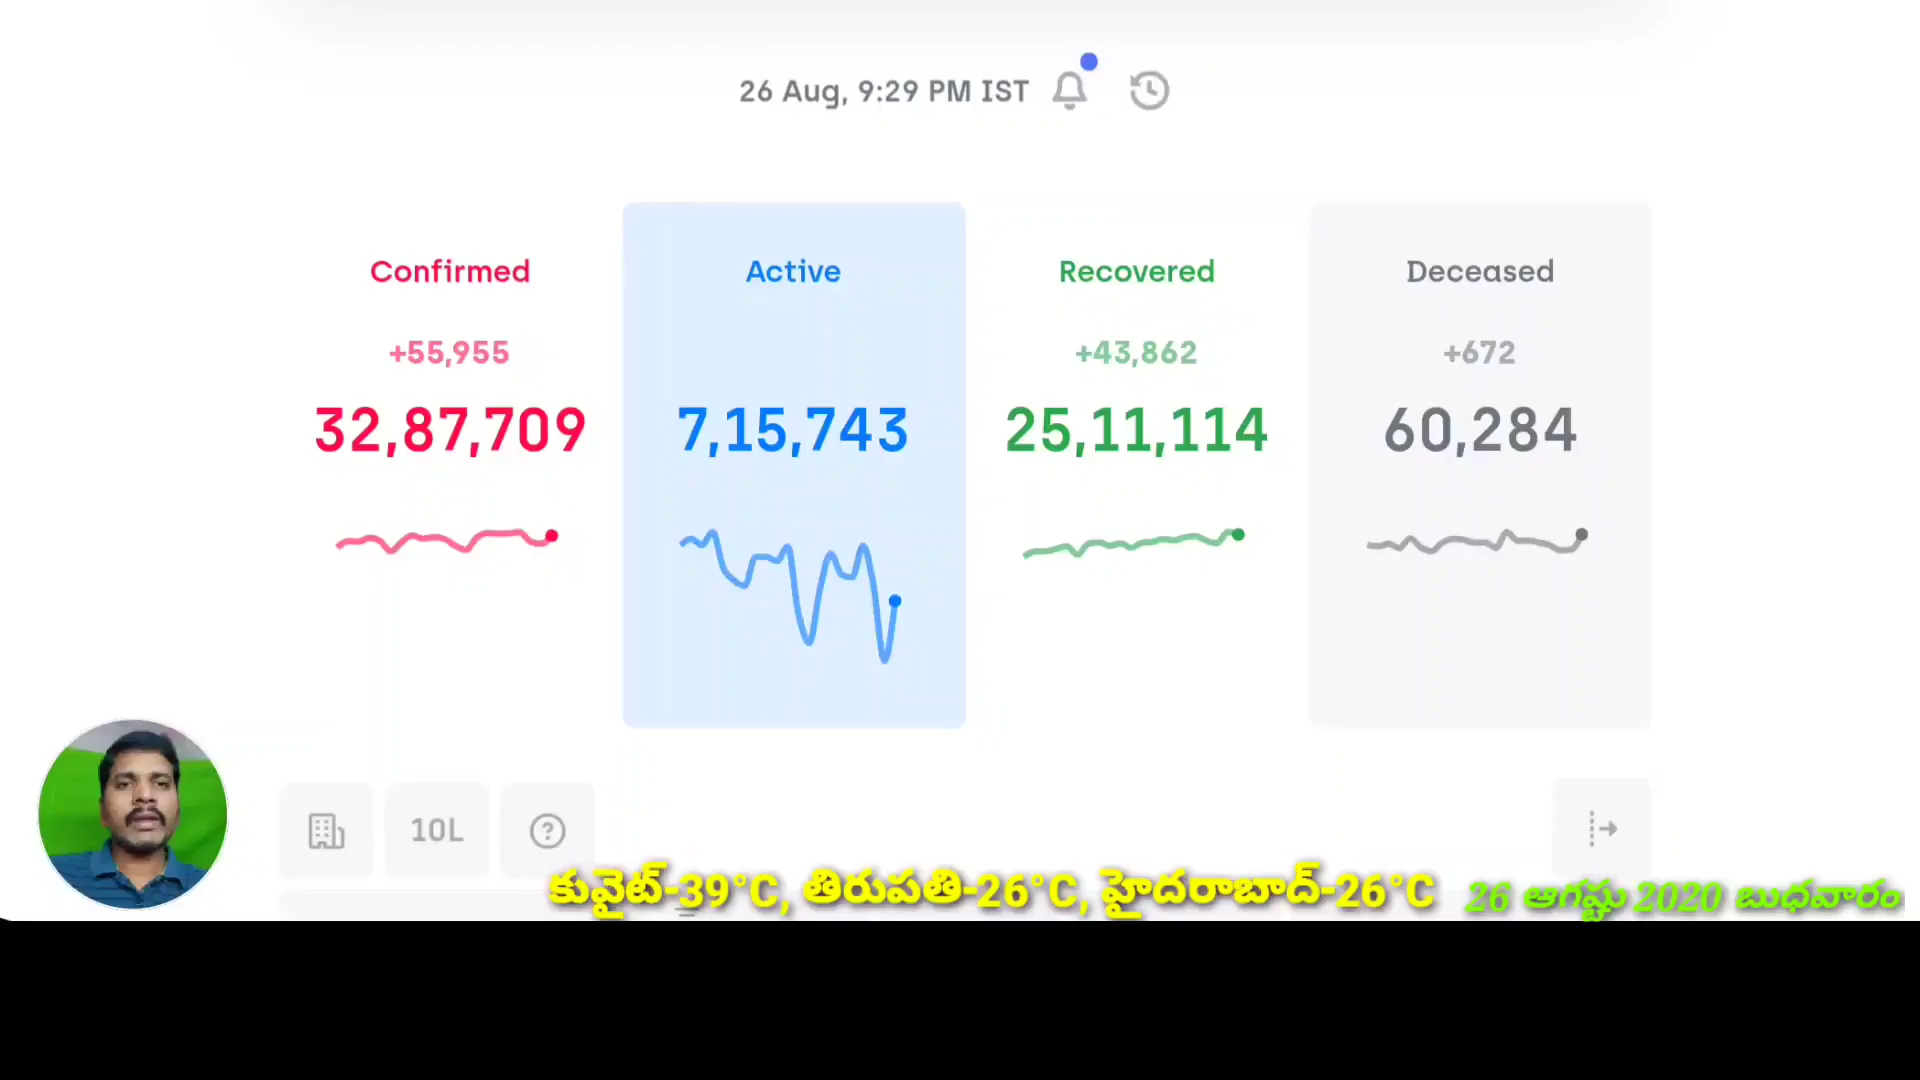 26 Aug, 9:29 PM IST
Confirmed Active Recovered Deceased
+55,955 +43,862 +672
32,87,709 7,15,743 25,11,114 60,284
10L ?
కువైట్-39°C, తిరుపతి-26°C, హైదరాబాద్-26°C 26 ఆగష్టు 2020 బుధవారం